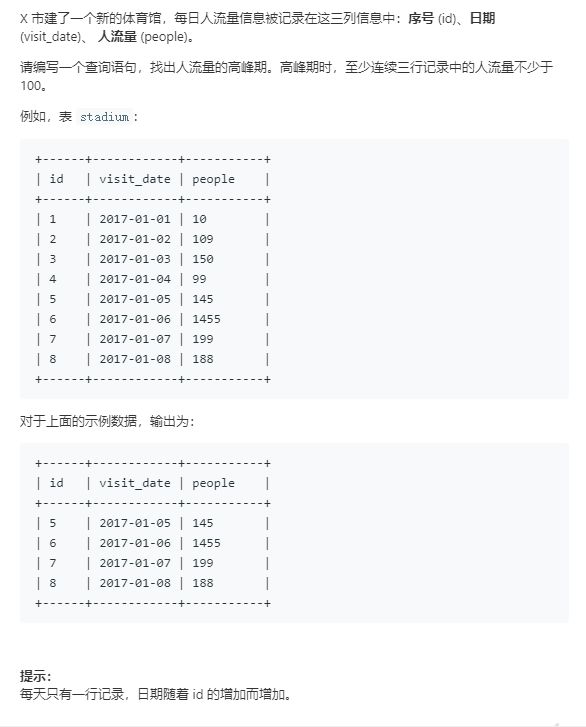 X 市建了一个新的体育馆，每日人流量信息被记录在这三列信息中：序号 (id)、日期
(visit_date)、 人流量 (people)。
请编写一个查询语句，找出人流量的高峰期。高峰期时，至少连续三行记录中的人流量不少于
100。
例如，表 stadium：
+------+------------+-----------+
| id   | visit_date | people    |
+------+------------+-----------+
| 1    | 2017-01-01 | 10        |
| 2    | 2017-01-02 | 109       |
| 3    | 2017-01-03 | 150       |
| 4    | 2017-01-04 | 99        |
| 5    | 2017-01-05 | 145       |
| 6    | 2017-01-06 | 1455      |
| 7    | 2017-01-07 | 199       |
| 8    | 2017-01-08 | 188       |
+------+------------+-----------+
对于上面的示例数据，输出为：
+------+------------+-----------+
| id   | visit_date | people    |
+------+------------+-----------+
| 5    | 2017-01-05 | 145       |
| 6    | 2017-01-06 | 1455      |
| 7    | 2017-01-07 | 199       |
| 8    | 2017-01-08 | 188       |
+------+------------+-----------+
提示：
每天只有一行记录，日期随着 id 的增加而增加。